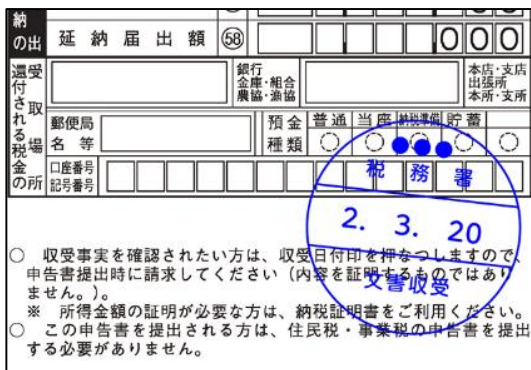 納
の出
延納届出額 58 000
還付される税金の
受取場所
銀行
金庫・組合
農協・漁協
本店・支店
出張所
本所・支所
郵便局
名等
預金
種類
普通 当座 納税準備 貯蓄
口座番号
記号番号
●●●
税務署
2. 3. 20
文書収受
○ 収受事実を確認されたい方は、収受日付印を押なつしますので、
申告書提出時に請求してください（内容を証明するものではあり
ません。）。
※ 所得金額の証明が必要な方は、納税証明書をご利用ください。
○ この申告書を提出される方は、住民税・事業税の申告書を提出
する必要がありません。